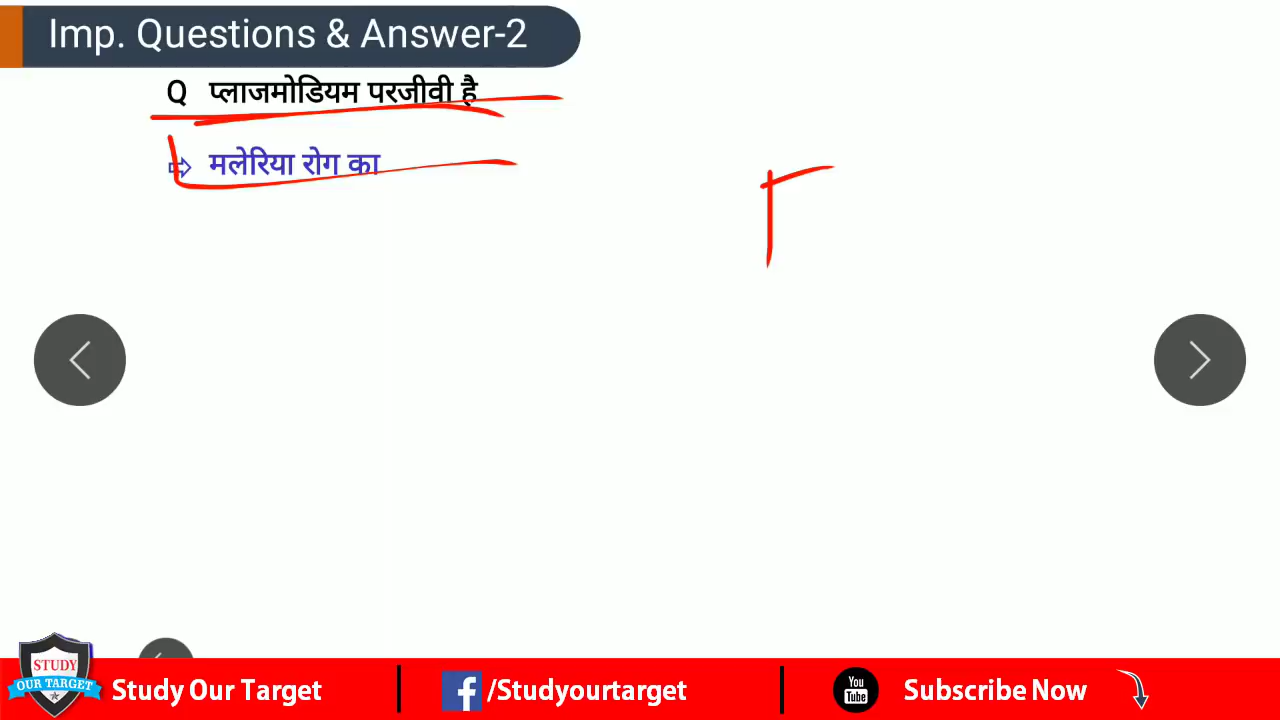 Imp. Questions & Answer-2
Q प्लाजमोडियम परजीवी है
मलेरिया रोग का
STUDY
OUR TARGET
Study Our Target
/Studyourtarget
You
Tube
Subscribe Now